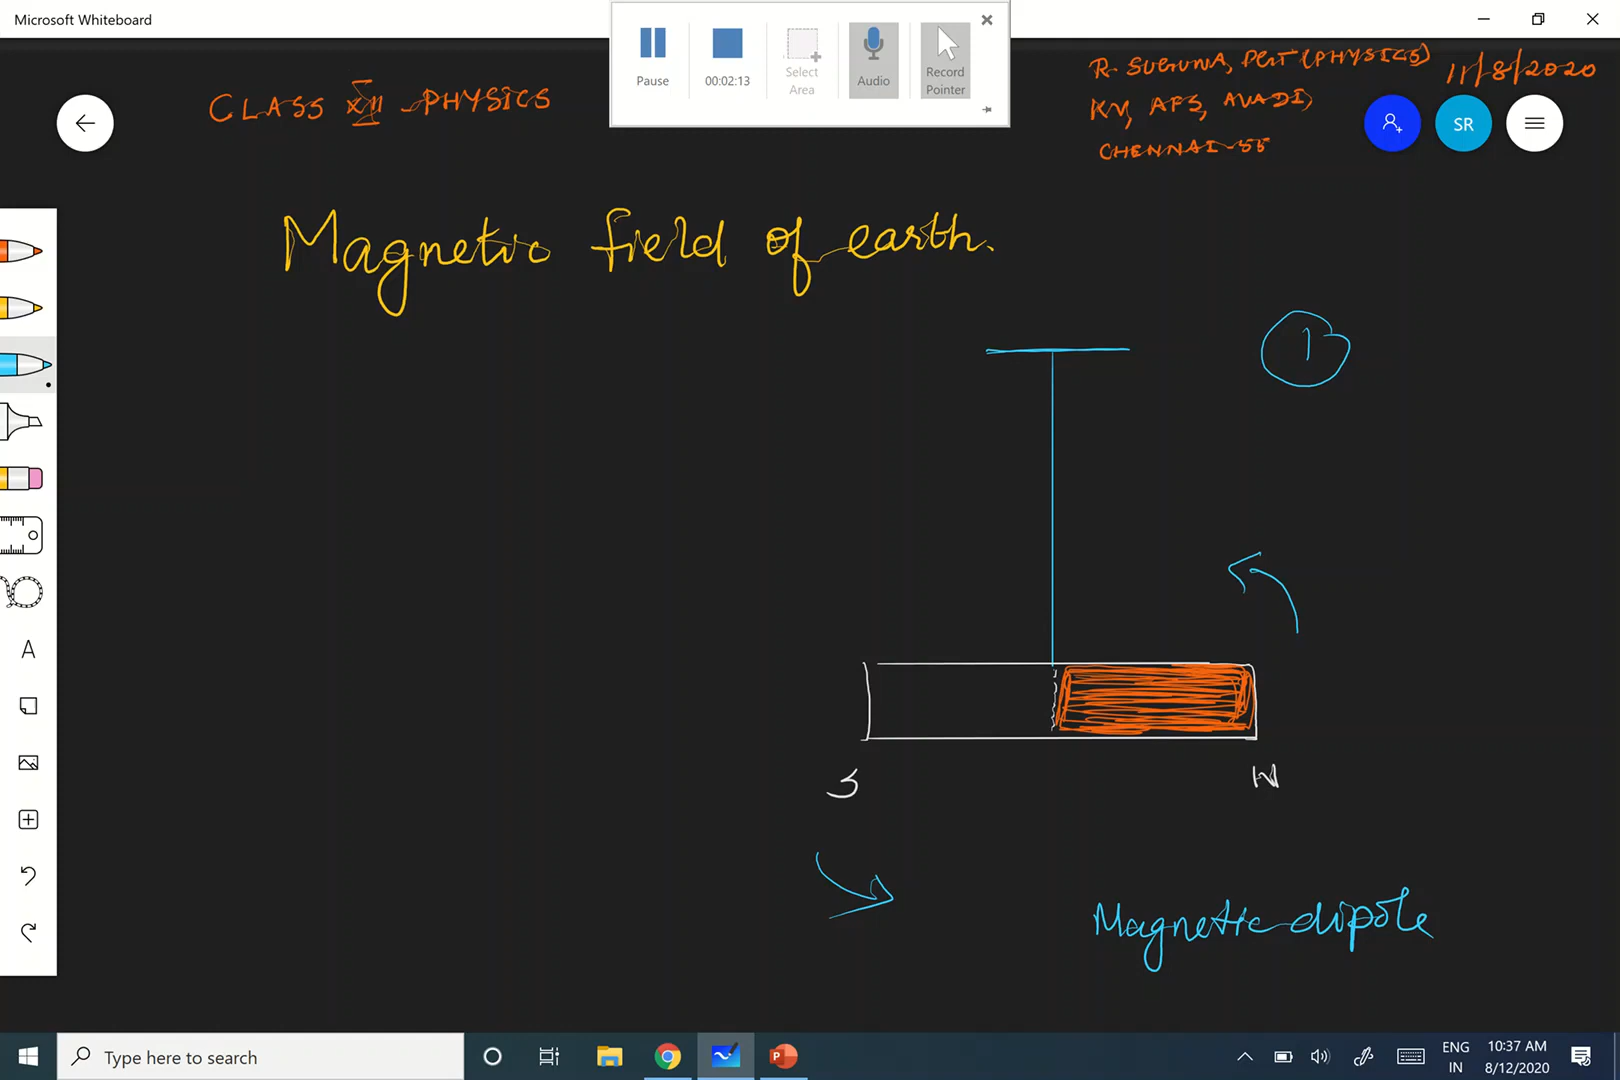 Microsoft Whiteboard
Pause
00:02:13
Select Area
Audio
Record Pointer
R. SUGUNA, PGT (PHYSICS) 11/8/2020
KV, AFS, AVADI,
CHENNAI-55
CLASS XII - PHYSICS
SR
Magnetic field of earth.
1
S N
Magnetic dipole
A
Type here to search
ENG IN
10:37 AM
8/12/2020